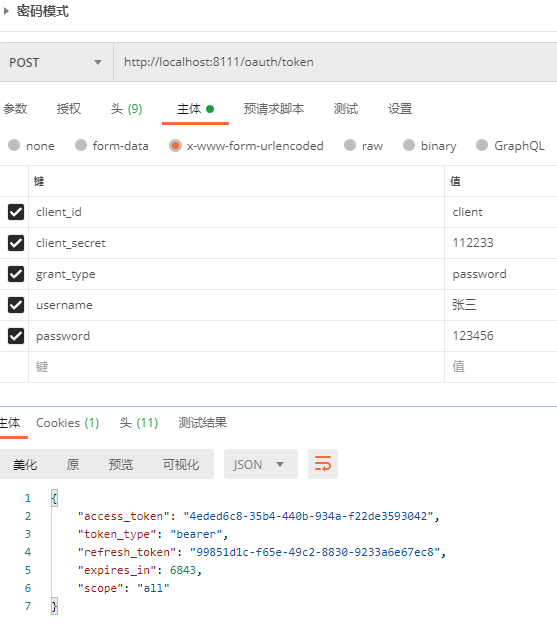 密码模式
POST http://localhost:8111/oauth/token
参数 授权 头 (9) 主体 预请求脚本 测试 设置
none form-data x-www-form-urlencoded raw binary GraphQL
键 值
client_id client
client_secret 112233
grant_type password
username 张三
password 123456
键 值
主体 Cookies (1) 头 (11) 测试结果
美化 原 预览 可视化 JSON
1 {
2 "access_token": "4eded6c8-35b4-440b-934a-f22de3593042",
3 "token_type": "bearer",
4 "refresh_token": "99851d1c-f65e-49c2-8830-9233a6e67ec8",
5 "expires_in": 6843,
6 "scope": "all"
7 }